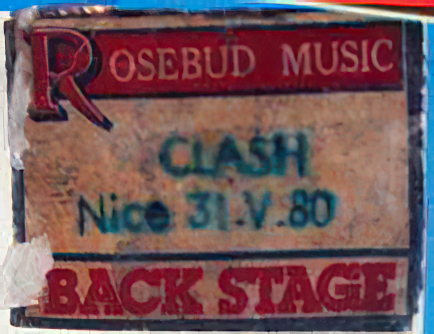 ROSEBUD MUSIC
CLASH
Nice 31.V.80
BACK STAGE